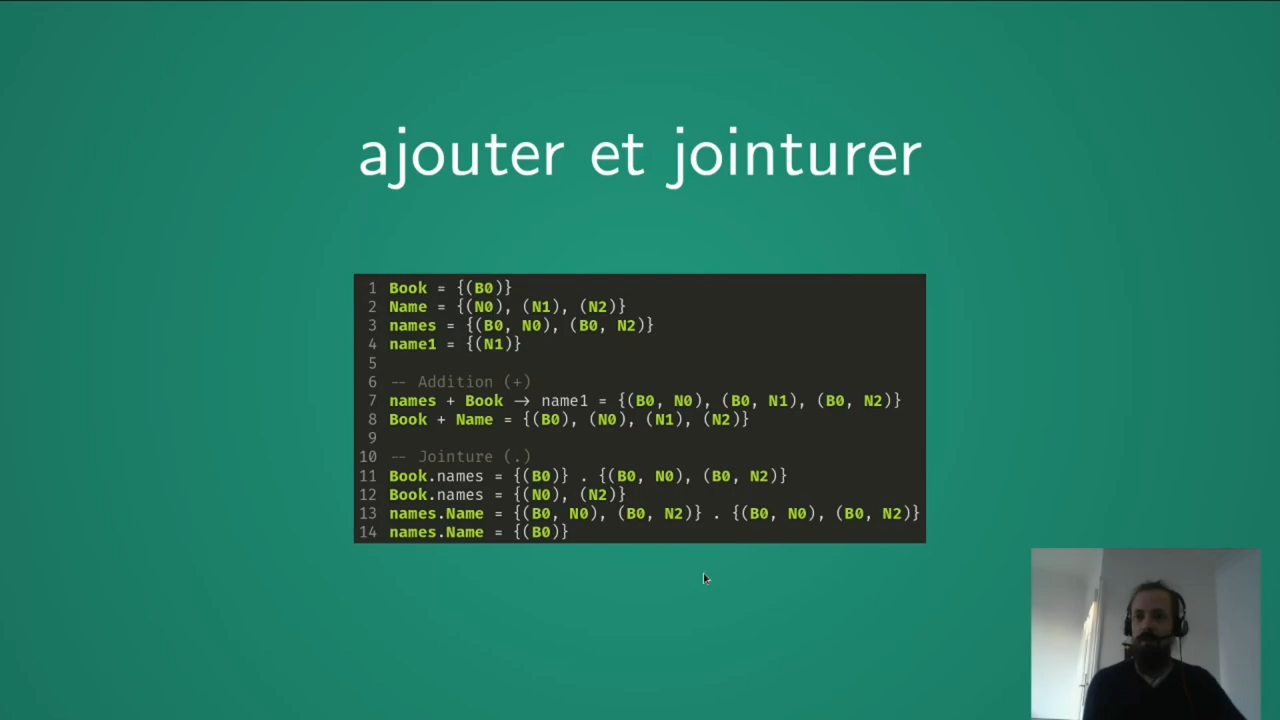 ajouter et jointurer
1 Book = {(B0)}
2 Name = {(N0), (N1), (N2)}
3 names = {(B0, N0), (B0, N2)}
4 name1 = {(N1)}
5
6 -- Addition (+)
7 names + Book → name1 = {(B0, N0), (B0, N1), (B0, N2)}
8 Book + Name = {(B0), (N0), (N1), (N2)}
9
10 -- Jointure (.)
11 Book.names = {(B0)} . {(B0, N0), (B0, N2)}
12 Book.names = {(N0), (N2)}
13 names.Name = {(B0, N0), (B0, N2)} . {(B0, N0), (B0, N2)}
14 names.Name = {(B0)}